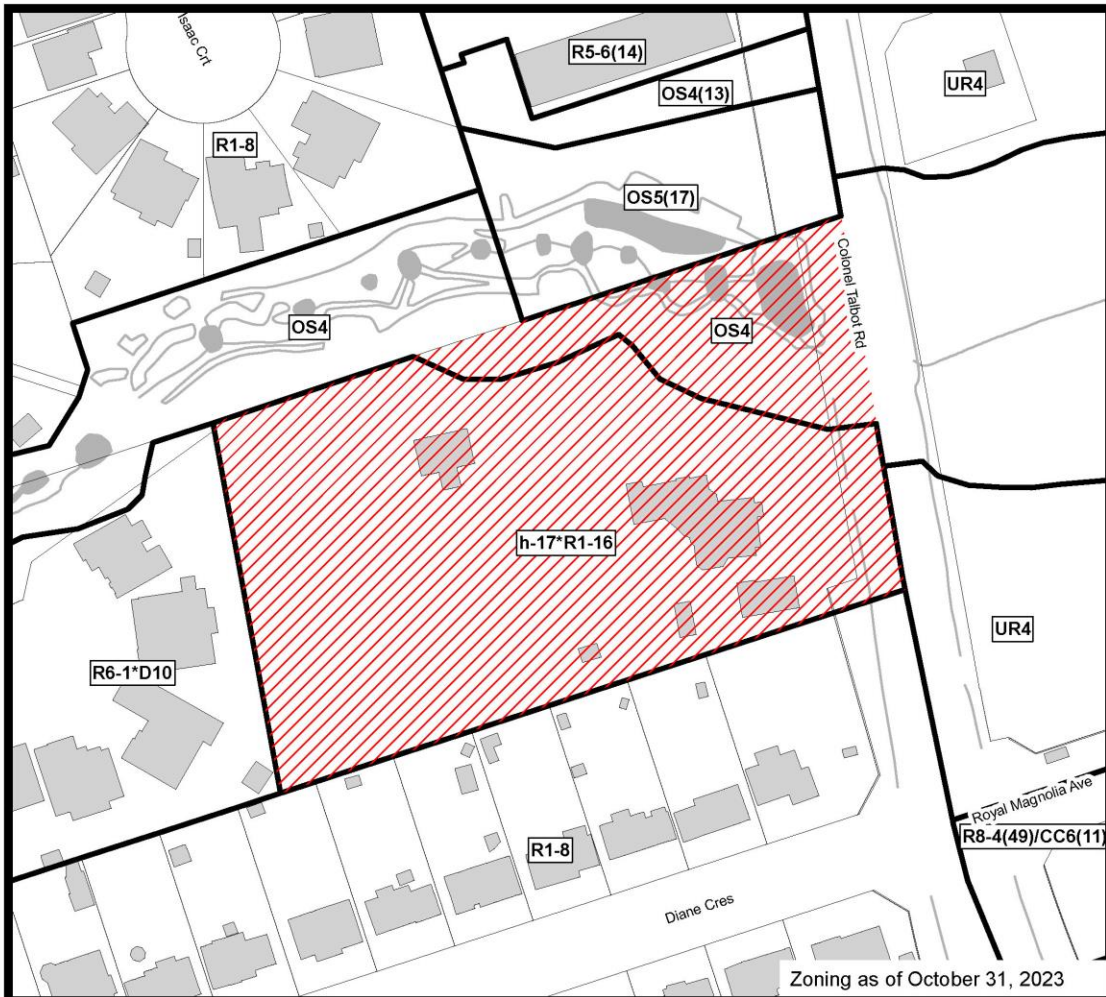 Isaac Crt
R5-6(14)
UR4
OS4(13)
R1-8
OS5(17)
Colonel Talbot Rd
OS4
OS4
h-17*R1-16
UR4
R6-1*D10
Royal Magnolia Ave
R8-4(49)/CC6(11)
R1-8
Diane Cres
Zoning as of October 31, 2023